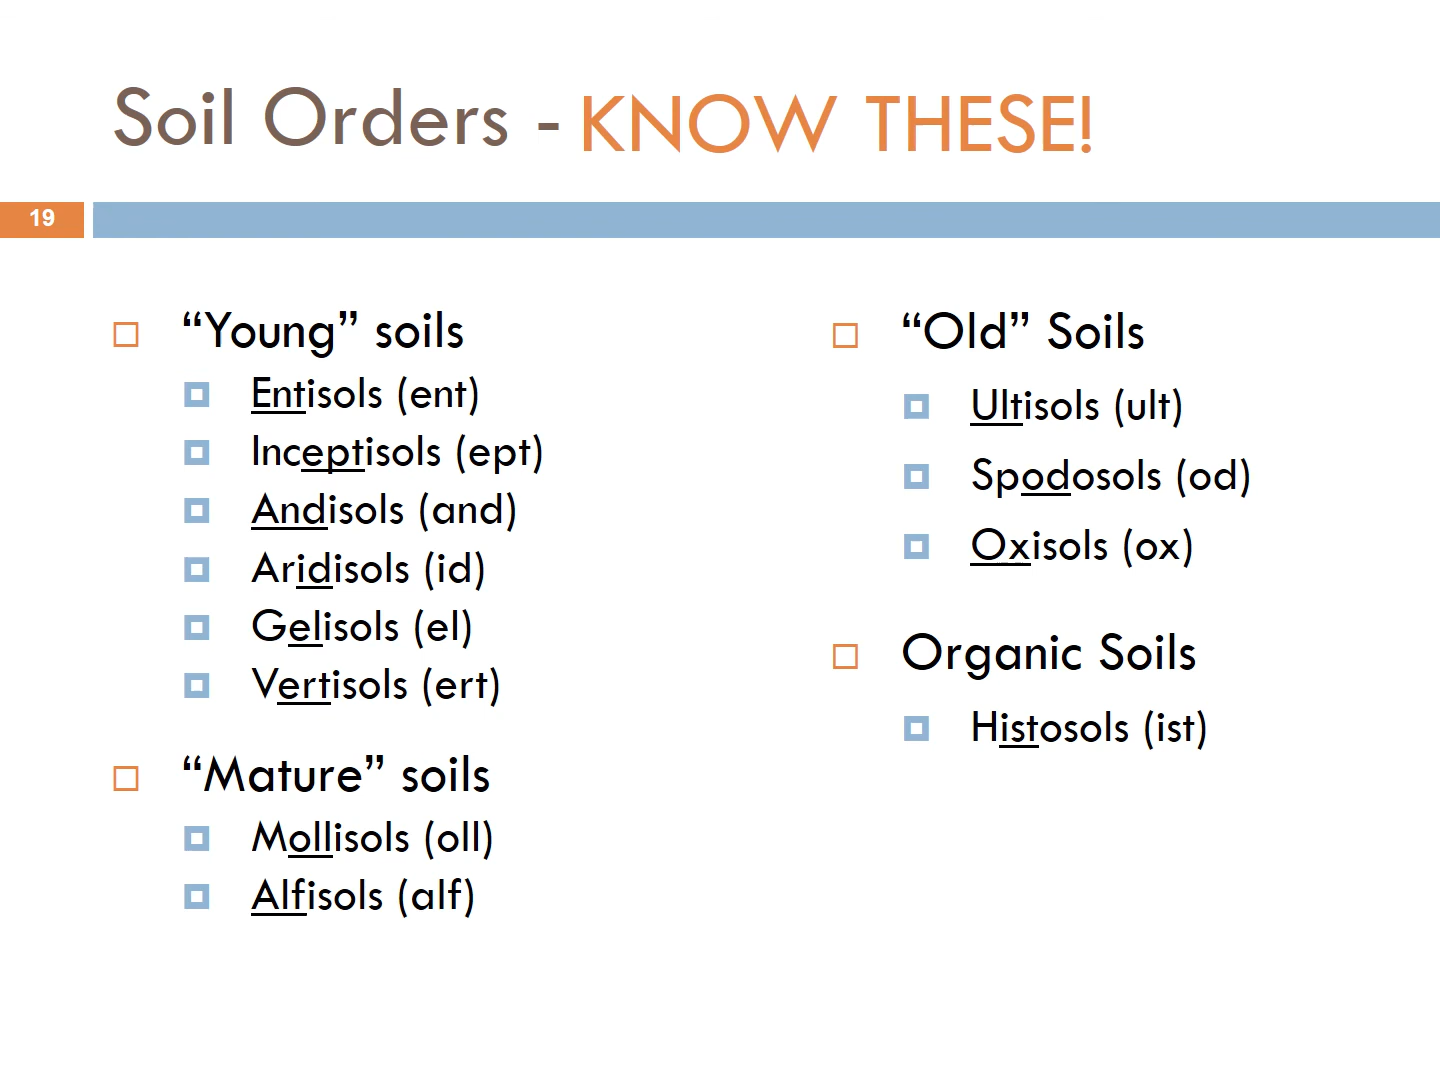 Soil Orders - KNOW THESE!
19
“Young” soils
Entisols (ent)
Inceptisols (ept)
Andisols (and)
Aridisols (id)
Gelisols (el)
Vertisols (ert)
“Mature” soils
Mollisols (oll)
Alfisols (alf)
“Old” Soils
Ultisols (ult)
Spodosols (od)
Oxisols (ox)
Organic Soils
Histosols (ist)